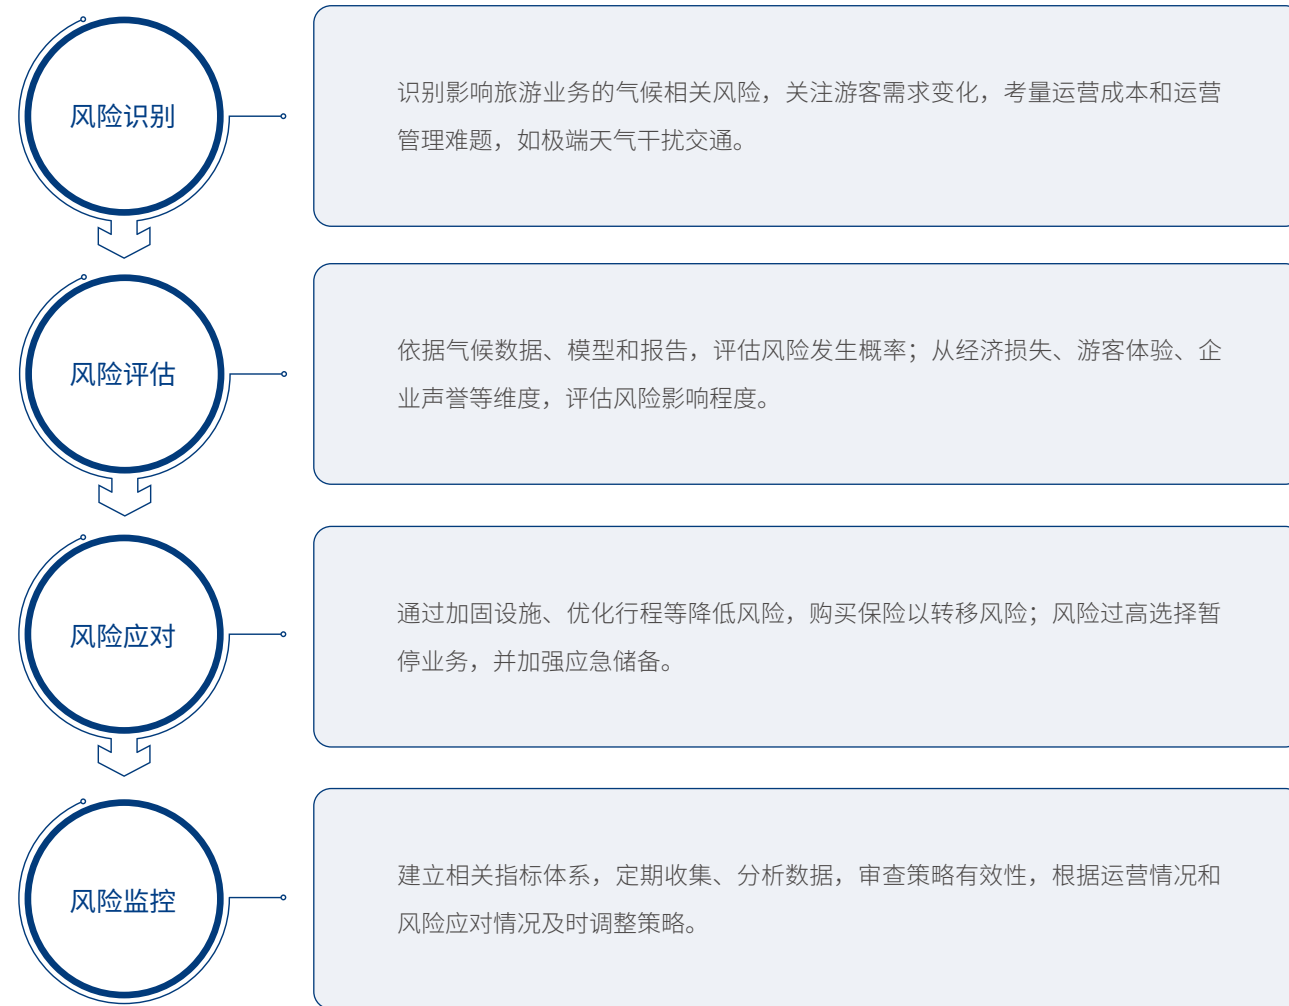 风险识别
识别影响旅游业务的气候相关风险，关注游客需求变化，考量运营成本和运营
管理难题，如极端天气干扰交通。
风险评估
依据气候数据、模型和报告，评估风险发生概率；从经济损失、游客体验、企
业声誉等维度，评估风险影响程度。
风险应对
通过加固设施、优化行程等降低风险，购买保险以转移风险；风险过高选择暂
停业务，并加强应急储备。
风险监控
建立相关指标体系，定期收集、分析数据，审查策略有效性，根据运营情况和
风险应对情况及时调整策略。